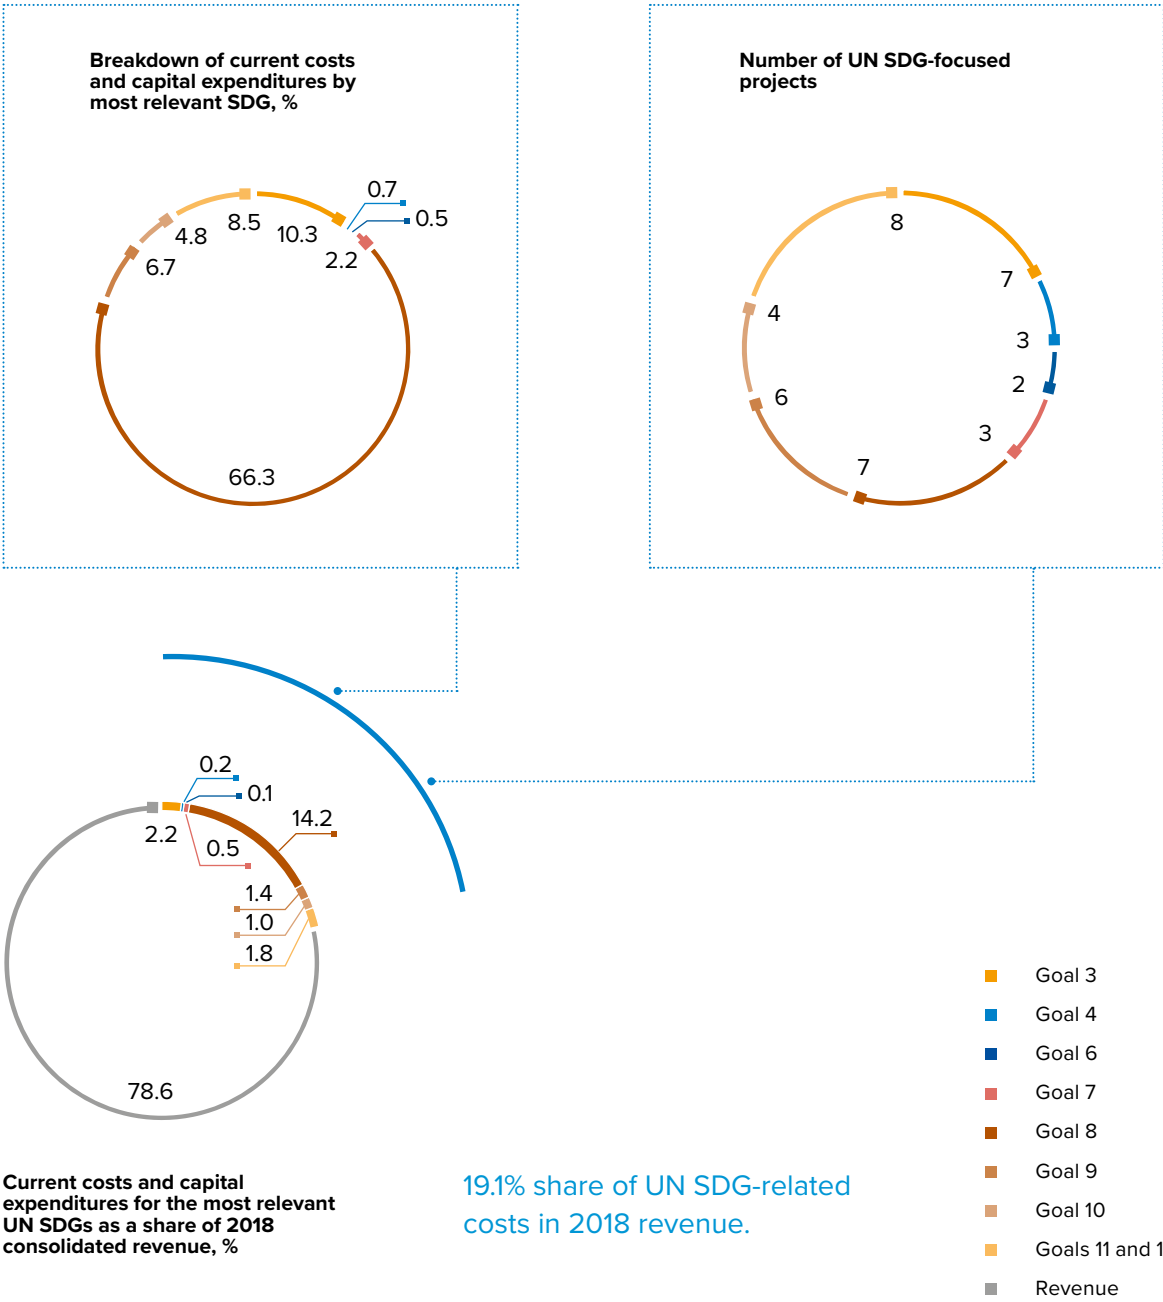 Breakdown of current costs
and capital expenditures by
most relevant SDG, %
0.7
0.5
8.5
10.3
4.8
2.2
6.7
66.3
Number of UN SDG-focused
projects
8
7
4
3
2
6
3
7
0.2
0.1
14.2
2.2
0.5
1.4
1.0
1.8
78.6
Current costs and capital
expenditures for the most relevant
UN SDGs as a share of 2018
consolidated revenue, %
19.1% share of UN SDG-related
costs in 2018 revenue.
Goal 3
Goal 4
Goal 6
Goal 7
Goal 8
Goal 9
Goal 10
Goals 11 and 1
Revenue